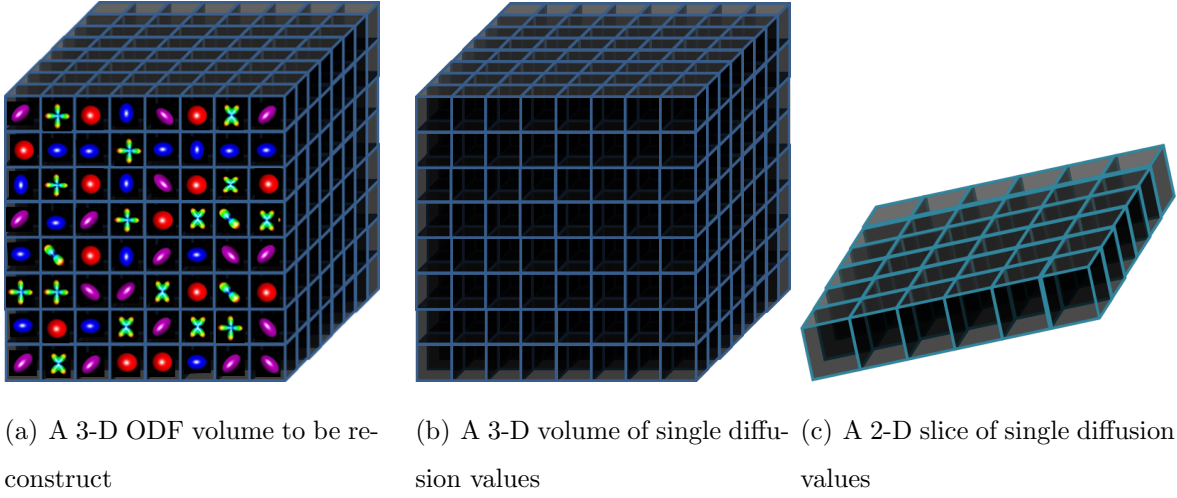 (a) A 3-D ODF volume to be re-
construct
(b) A 3-D volume of single diffu-
sion values
(c) A 2-D slice of single diffusion
values